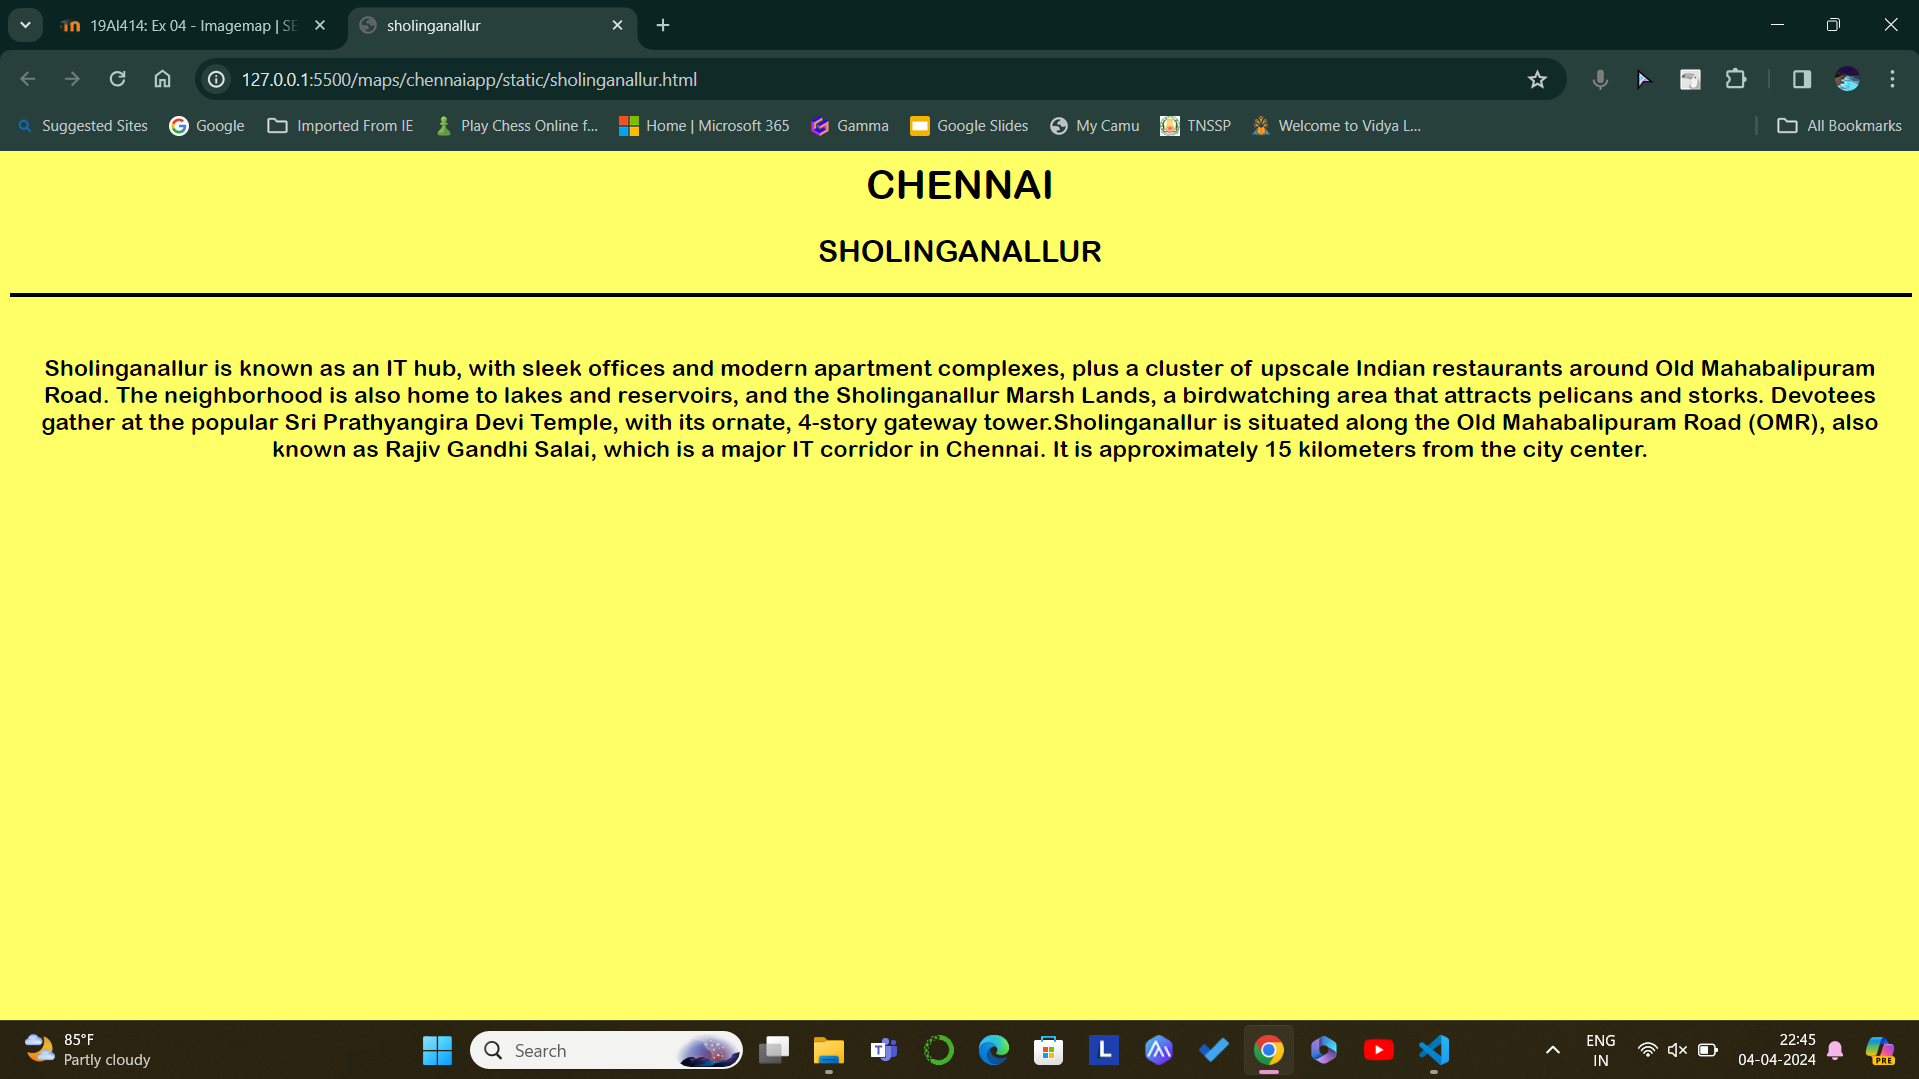 19AI414: Ex 04 - Imagemap | SE
sholinganallur
127.0.0.1:5500/maps/chennaiapp/static/sholinganallur.html
Suggested Sites
Google
Imported From IE
Play Chess Online f...
Home | Microsoft 365
Gamma
Google Slides
My Camu
TNSSP
Welcome to Vidya L...
All Bookmarks
CHENNAI
SHOLINGANALLUR
Sholinganallur is known as an IT hub, with sleek offices and modern apartment complexes, plus a cluster of upscale Indian restaurants around Old Mahabalipuram
Road. The neighborhood is also home to lakes and reservoirs, and the Sholinganallur Marsh Lands, a birdwatching area that attracts pelicans and storks. Devotees
gather at the popular Sri Prathyangira Devi Temple, with its ornate, 4-story gateway tower.Sholinganallur is situated along the Old Mahabalipuram Road (OMR), also
known as Rajiv Gandhi Salai, which is a major IT corridor in Chennai. It is approximately 15 kilometers from the city center.
85°F
Partly cloudy
Search
L
ENG
IN
22:45
04-04-2024
PRE